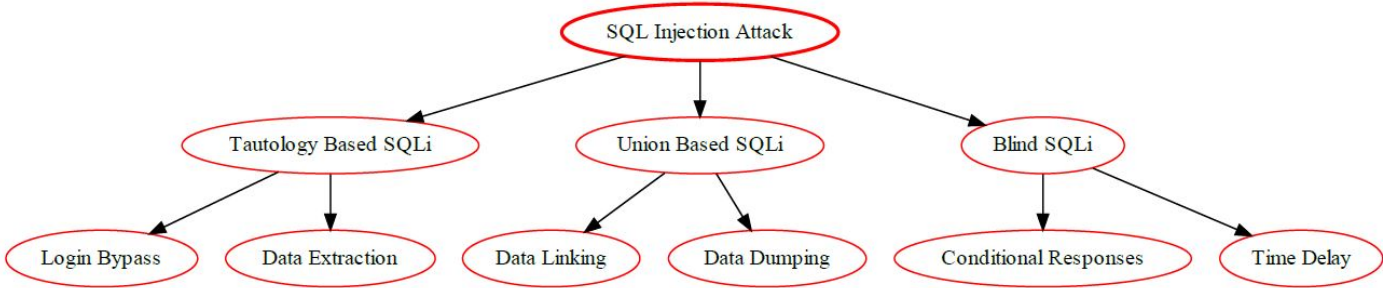 SQL Injection Attack
Tautology Based SQLi
Union Based SQLi
Blind SQLi
Login Bypass
Data Extraction
Data Linking
Data Dumping
Conditional Responses
Time Delay